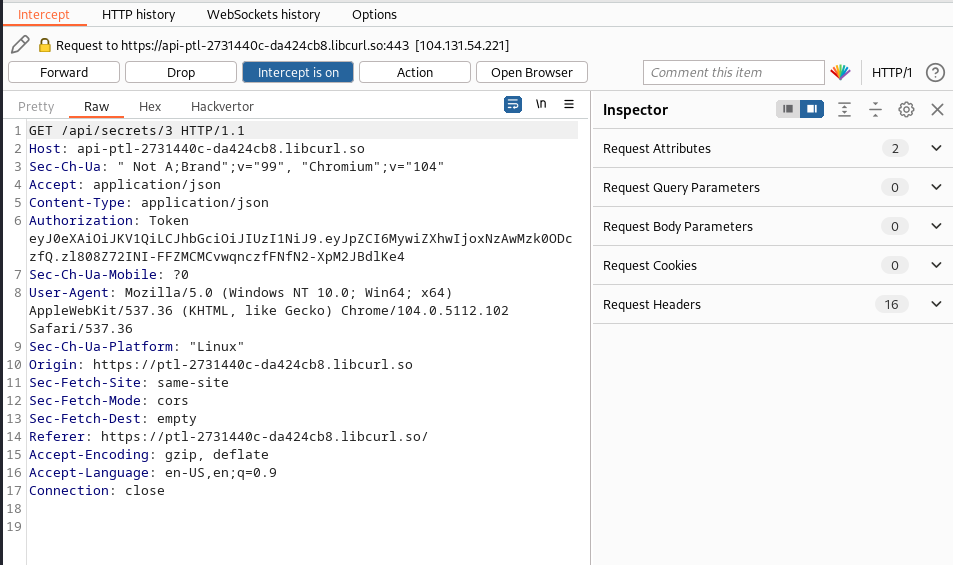 Intercept HTTP history WebSockets history Options
Request to https://api-ptl-2731440c-da424cb8.libcurl.so:443 [104.131.54.221]
Forward Drop Intercept is on Action Open Browser Comment this item HTTP/1 ?
Pretty Raw Hex Hackvertor \n
1 GET /api/secrets/3 HTTP/1.1
2 Host: api-ptl-2731440c-da424cb8.libcurl.so
3 Sec-Ch-Ua: " Not A;Brand";v="99", "Chromium";v="104"
4 Accept: application/json
5 Content-Type: application/json
6 Authorization: Token
eyJ0eXAiOiJKV1QiLCJhbGciOiJIUzI1NiJ9.eyJpZCI6MywiZXhwIjoxNzAwMzk0ODc
zfQ.zl808Z72INI-FFZMCMCvwqnczfFNfN2-XpM2JBdlKe4
7 Sec-Ch-Ua-Mobile: ?0
8 User-Agent: Mozilla/5.0 (Windows NT 10.0; Win64; x64)
AppleWebKit/537.36 (KHTML, like Gecko) Chrome/104.0.5112.102
Safari/537.36
9 Sec-Ch-Ua-Platform: "Linux"
10 Origin: https://ptl-2731440c-da424cb8.libcurl.so
11 Sec-Fetch-Site: same-site
12 Sec-Fetch-Mode: cors
13 Sec-Fetch-Dest: empty
14 Referer: https://ptl-2731440c-da424cb8.libcurl.so/
15 Accept-Encoding: gzip, deflate
16 Accept-Language: en-US,en;q=0.9
17 Connection: close
18
19
Inspector
Request Attributes 2
Request Query Parameters 0
Request Body Parameters 0
Request Cookies 0
Request Headers 16